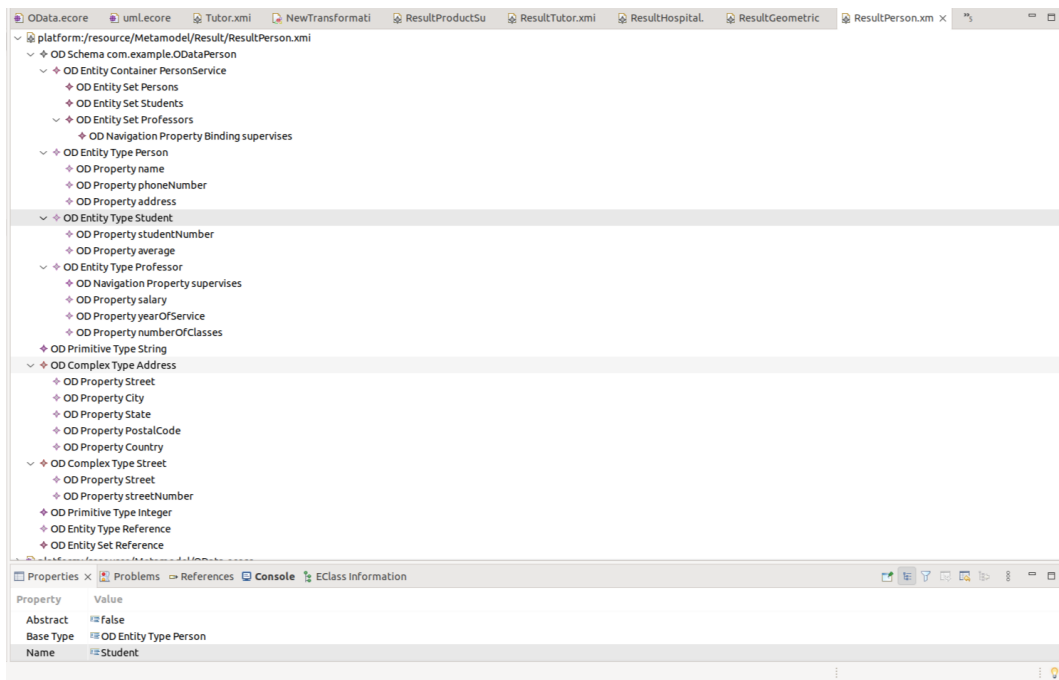 OData.ecore uml.ecore Tutor.xmi NewTransformati ResultProductSu ResultTutor.xmi ResultHospital. ResultGeometric ResultPerson.xm × »5
platform:/resource/Metamodel/Result/ResultPerson.xmi
OD Schema com.example.ODataPerson
OD Entity Container PersonService
OD Entity Set Persons
OD Entity Set Students
OD Entity Set Professors
OD Navigation Property Binding supervises
OD Entity Type Person
OD Property name
OD Property phoneNumber
OD Property address
OD Entity Type Student
OD Property studentNumber
OD Property average
OD Entity Type Professor
OD Navigation Property supervises
OD Property salary
OD Property yearOfService
OD Property numberOfClasses
OD Primitive Type String
OD Complex Type Address
OD Property Street
OD Property City
OD Property State
OD Property PostalCode
OD Property Country
OD Complex Type Street
OD Property Street
OD Property streetNumber
OD Primitive Type Integer
OD Entity Type Reference
OD Entity Set Reference
platform:/resource/Metamodel/OData.ecore
Properties × Problems References Console EClass Information
Property Value
Abstract false
Base Type OD Entity Type Person
Name Student